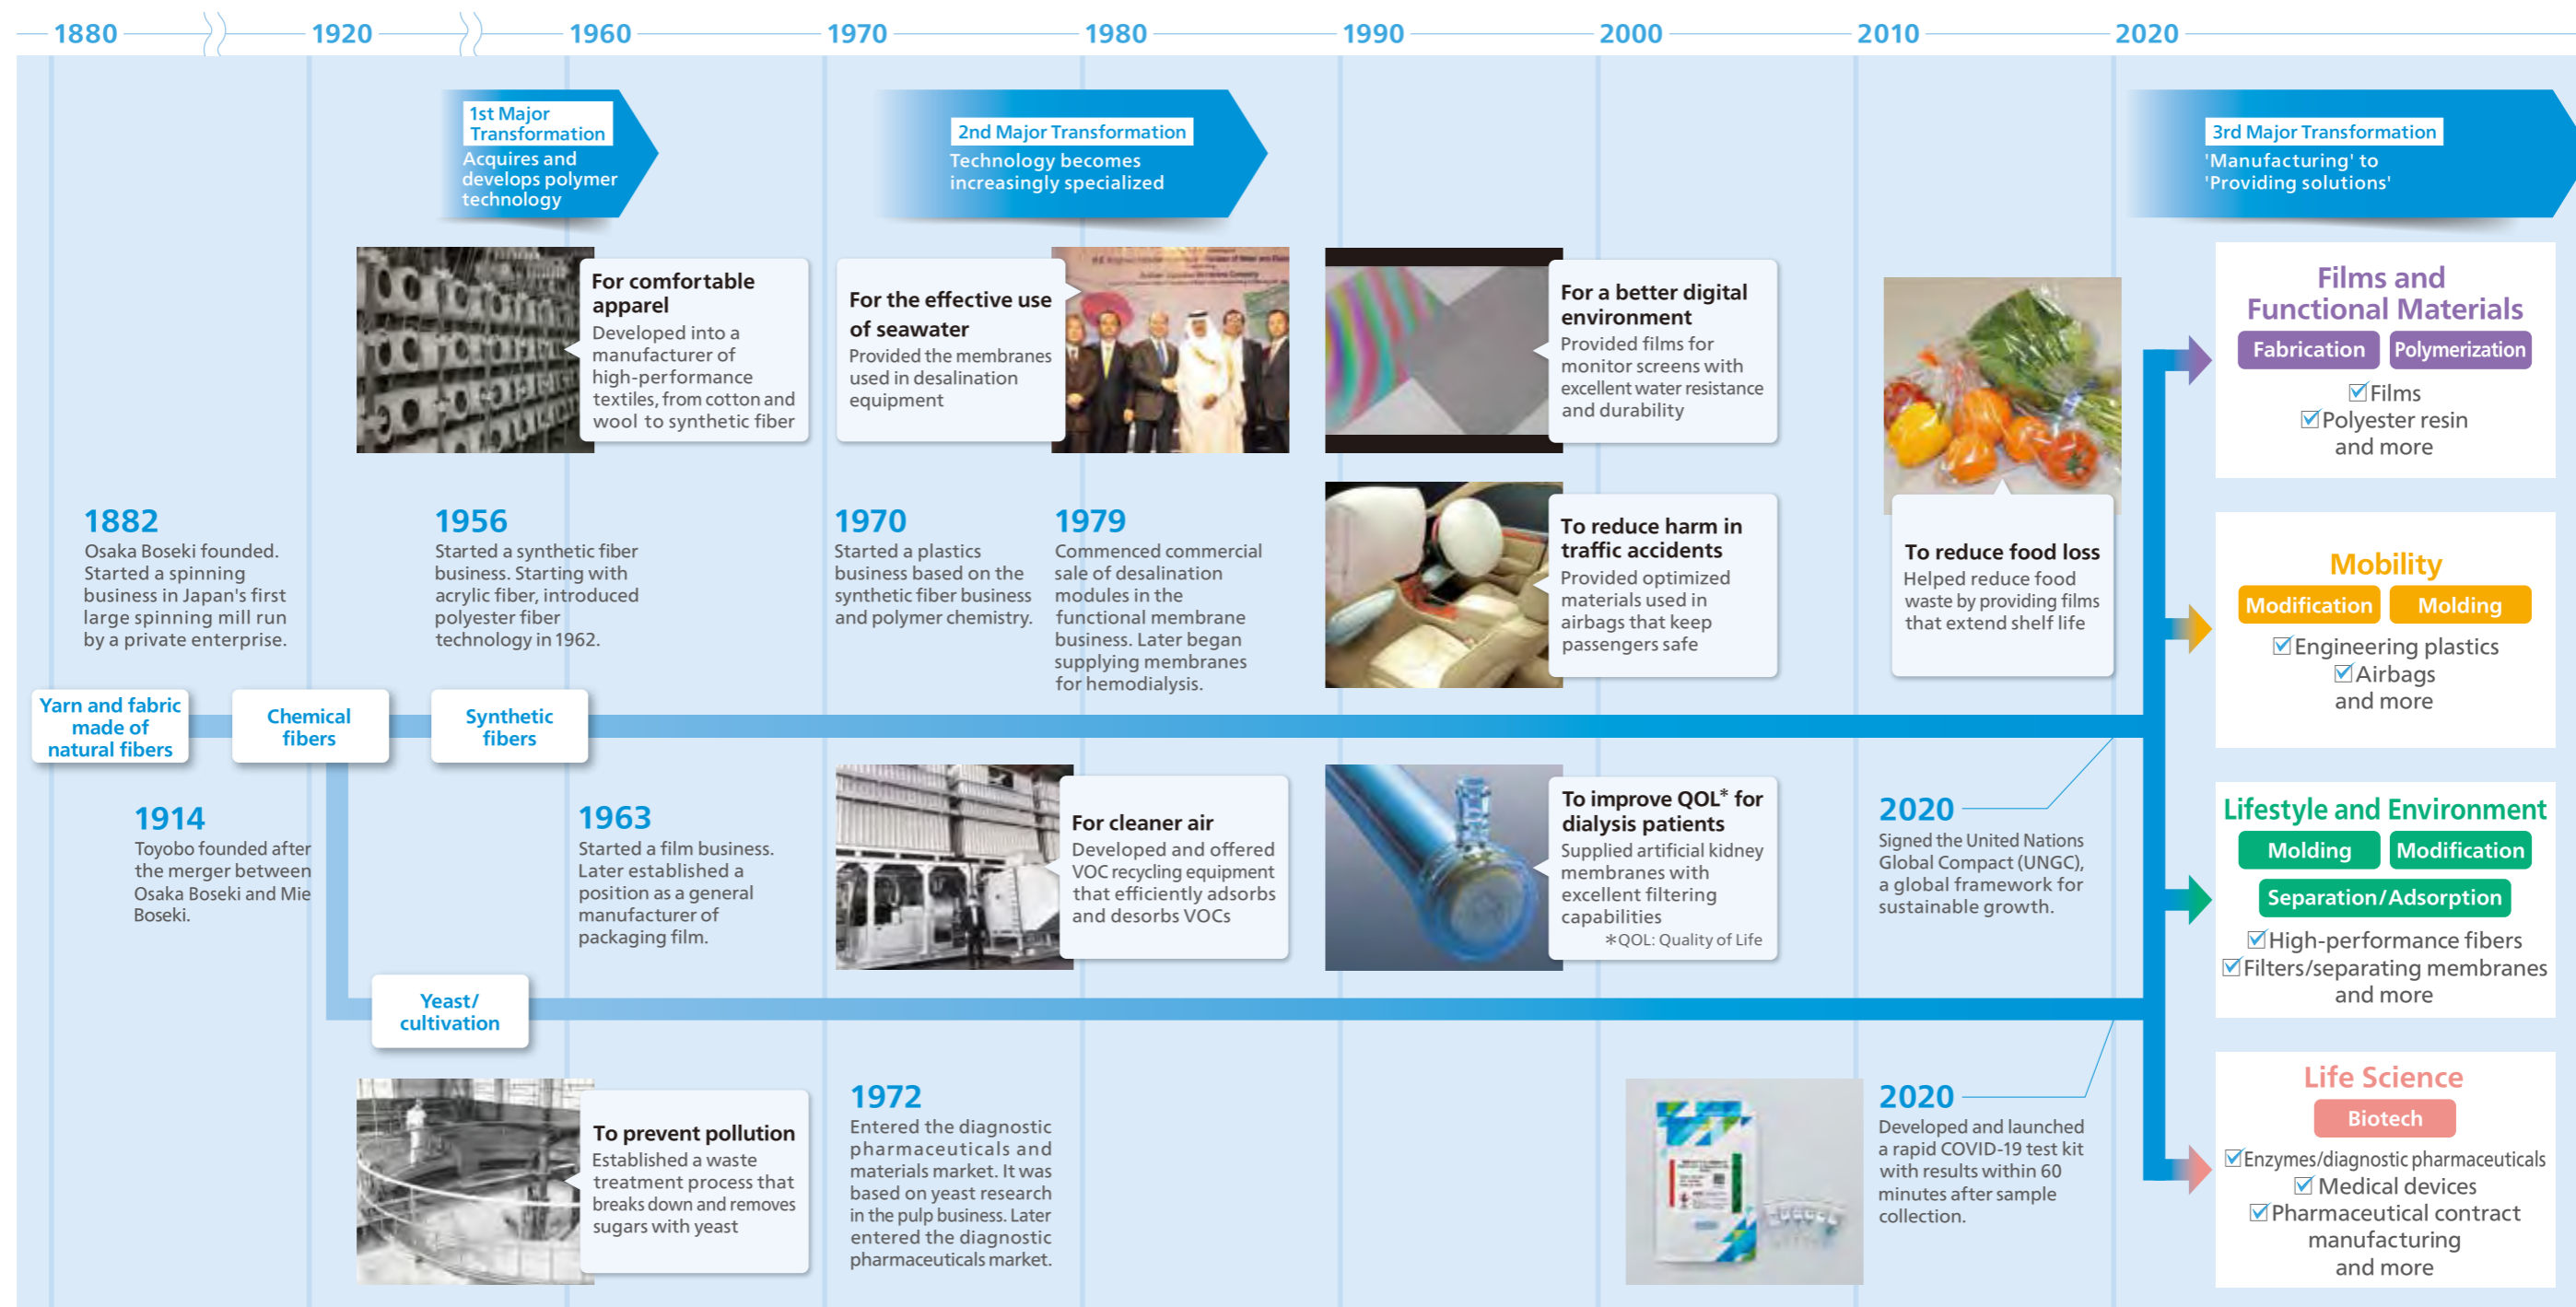 1880
1920
1960
1970
1980
1990
2000
2010
2020
1st Major
Transformation
Acquires and
develops polymer
technology
2nd Major Transformation
Technology becomes
increasingly specialized
3rd Major Transformation
'Manufacturing' to
'Providing solutions'
For comfortable
apparel
Developed into a
manufacturer of
high-performance
textiles, from cotton and
wool to synthetic fiber
For the effective use
of seawater
Provided the membranes
used in desalination
equipment
For a better digital
environment
Provided films for
monitor screens with
excellent water resistance
and durability
To reduce harm in
traffic accidents
Provided optimized
materials used in
airbags that keep
passengers safe
To reduce food loss
Helped reduce food
waste by providing films
that extend shelf life
1882
Osaka Boseki founded.
Started a spinning
business in Japan's first
large spinning mill run
by a private enterprise.
1956
Started a synthetic fiber
business. Starting with
acrylic fiber, introduced
polyester fiber
technology in 1962.
1970
Started a plastics
business based on the
synthetic fiber business
and polymer chemistry.
1979
Commenced commercial
sale of desalination
modules in the
functional membrane
business. Later began
supplying membranes
for hemodialysis.
Yarn and fabric
made of
natural fibers
Chemical
fibers
Synthetic
fibers
1914
Toyobo founded after
the merger between
Osaka Boseki and Mie
Boseki.
1963
Started a film business.
Later established a
position as a general
manufacturer of
packaging film.
For cleaner air
Developed and offered
VOC recycling equipment
that efficiently adsorbs
and desorbs VOCs
To improve QOL* for
dialysis patients
Supplied artificial kidney
membranes with
excellent filtering
capabilities
*QOL: Quality of Life
2020
Signed the United Nations
Global Compact (UNGC),
a global framework for
sustainable growth.
Yeast/
cultivation
To prevent pollution
Established a waste
treatment process that
breaks down and removes
sugars with yeast
1972
Entered the diagnostic
pharmaceuticals and
materials market. It was
based on yeast research
in the pulp business. Later
entered the diagnostic
pharmaceuticals market.
2020
Developed and launched
a rapid COVID-19 test kit
with results within 60
minutes after sample
collection.
Films and
Functional Materials
Fabrication Polymerization
☑Films
☑Polyester resin
and more
Mobility
Modification Molding
☑Engineering plastics
☑Airbags
and more
Lifestyle and Environment
Molding Modification
Separation/Adsorption
☑High-performance fibers
☑Filters/separating membranes
and more
Life Science
Biotech
☑Enzymes/diagnostic pharmaceuticals
☑Medical devices
☑Pharmaceutical contract
manufacturing
and more